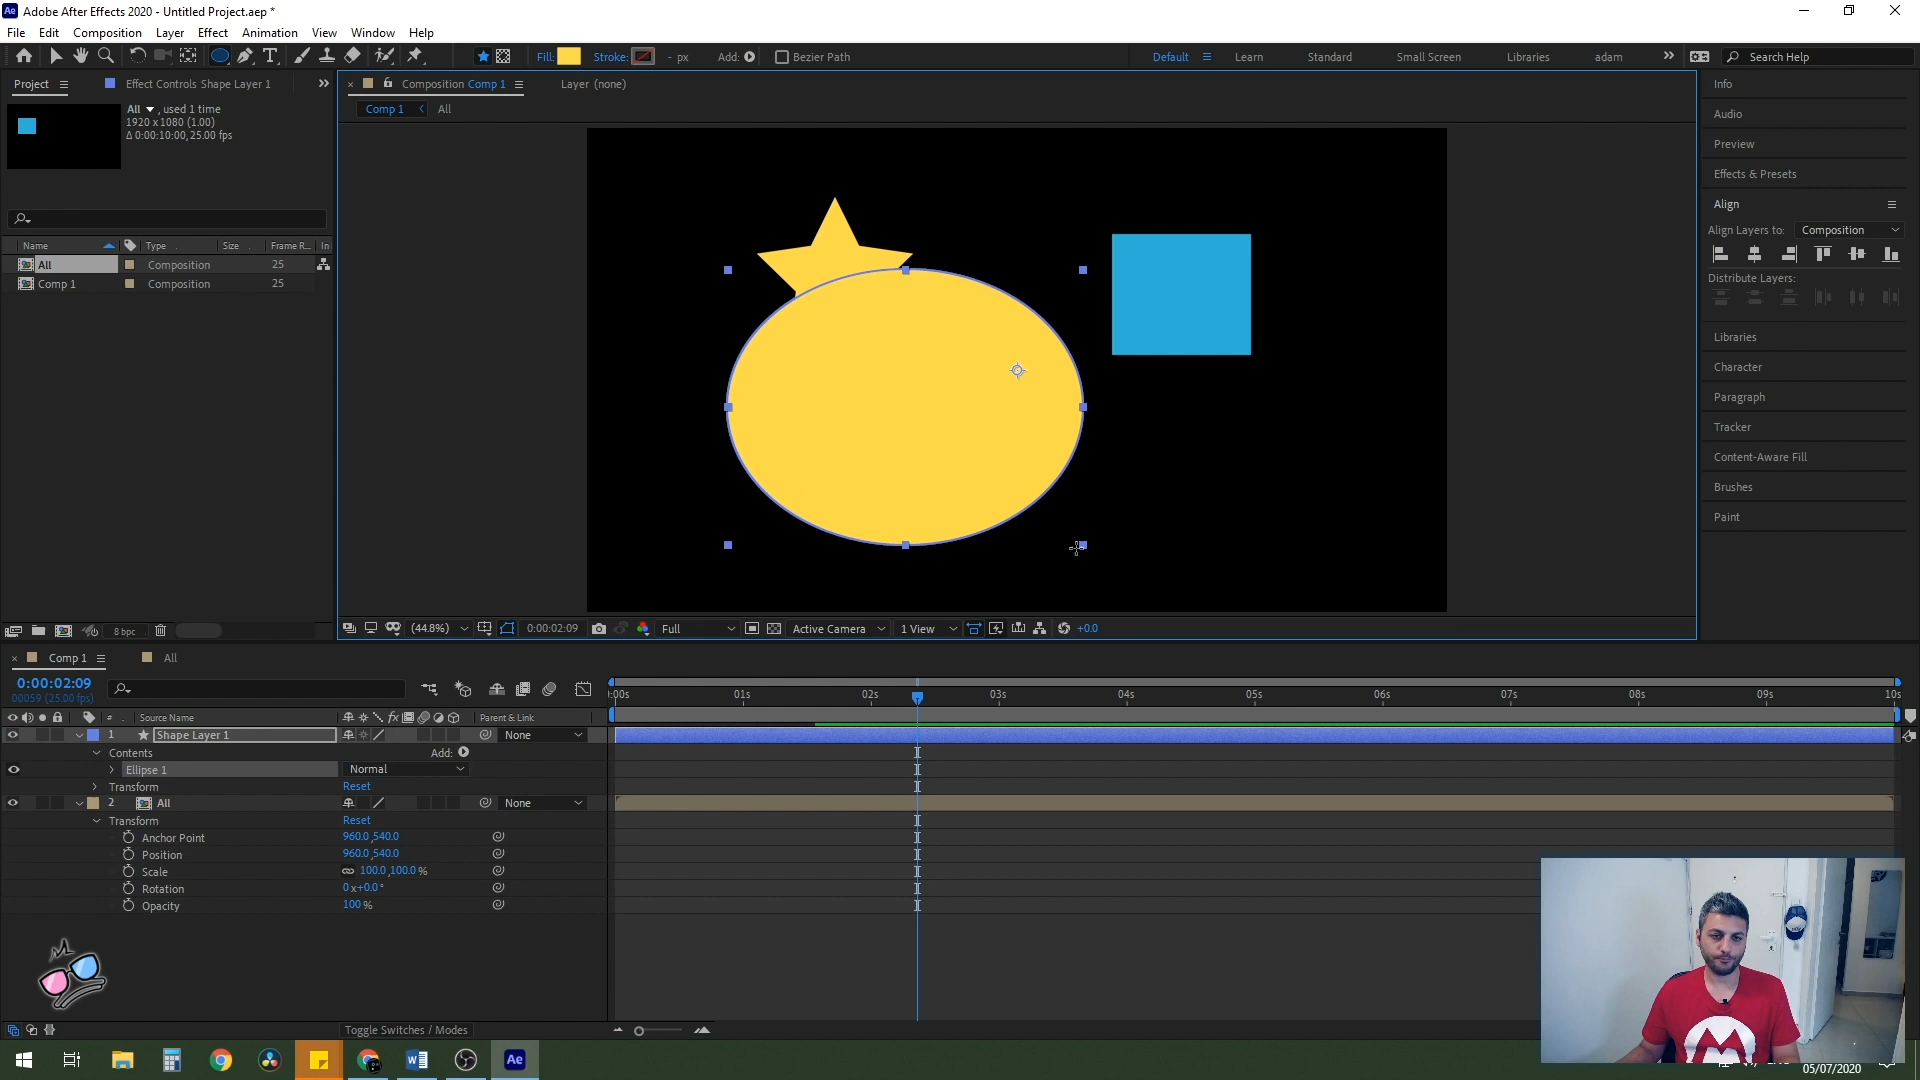 Adobe After Effects 2020 - Untitled Project.aep *
File Edit Composition Layer Effect Animation View Window Help
Fill: Stroke: - px Add: Bezier Path Default Learn Standard Small Screen Libraries adam Search Help
Project Effect Controls Shape Layer 1
All , used 1 time
1920 x 1080 (1.00)
Δ 0:00:10:00, 25.00 fps
Name Type Size Frame R... In
All Composition 25
Comp 1 Composition 25
8 bpc
Composition Comp 1 Layer (none)
Comp 1 All
(44.8%) 0:00:02:09 Full Active Camera 1 View +0.0
Info
Audio
Preview
Effects & Presets
Align
Align Layers to: Composition
Distribute Layers:
Libraries
Character
Paragraph
Tracker
Content-Aware Fill
Brushes
Paint
Comp 1 All
0:00:02:09
00059 (25.00 fps)
# Source Name fx Parent & Link
:00s 01s 02s 03s 04s 05s 06s 07s 08s 09s 10s
1 Shape Layer 1 None
Contents Add:
Ellipse 1 Normal
Transform Reset
2 All None
Transform Reset
Anchor Point 960.0,540.0
Position 960.0,540.0
Scale 100.0,100.0 %
Rotation 0x+0.0°
Opacity 100 %
Toggle Switches / Modes
Ae
05/07/2020